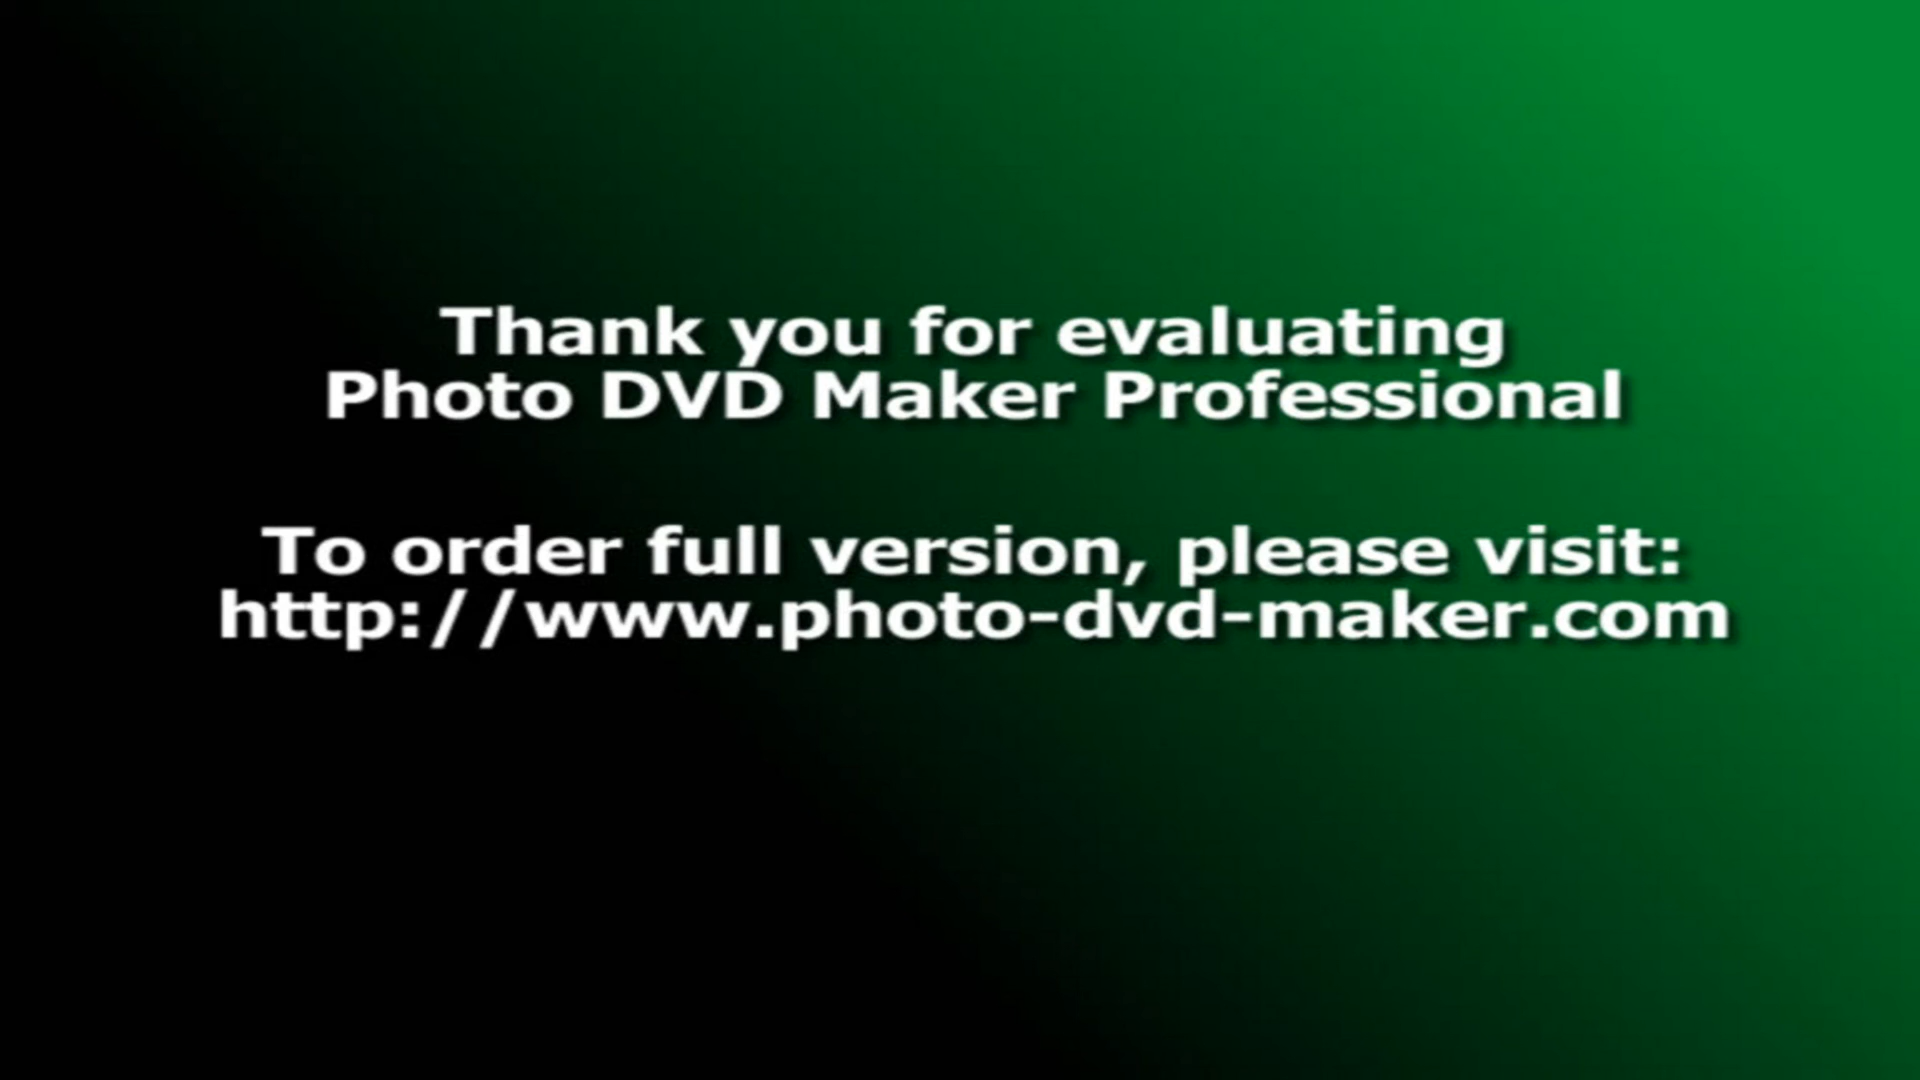 Thank you for evaluating
Photo DVD Maker Professional
To order full version, please visit:
http://www.photo-dvd-maker.com